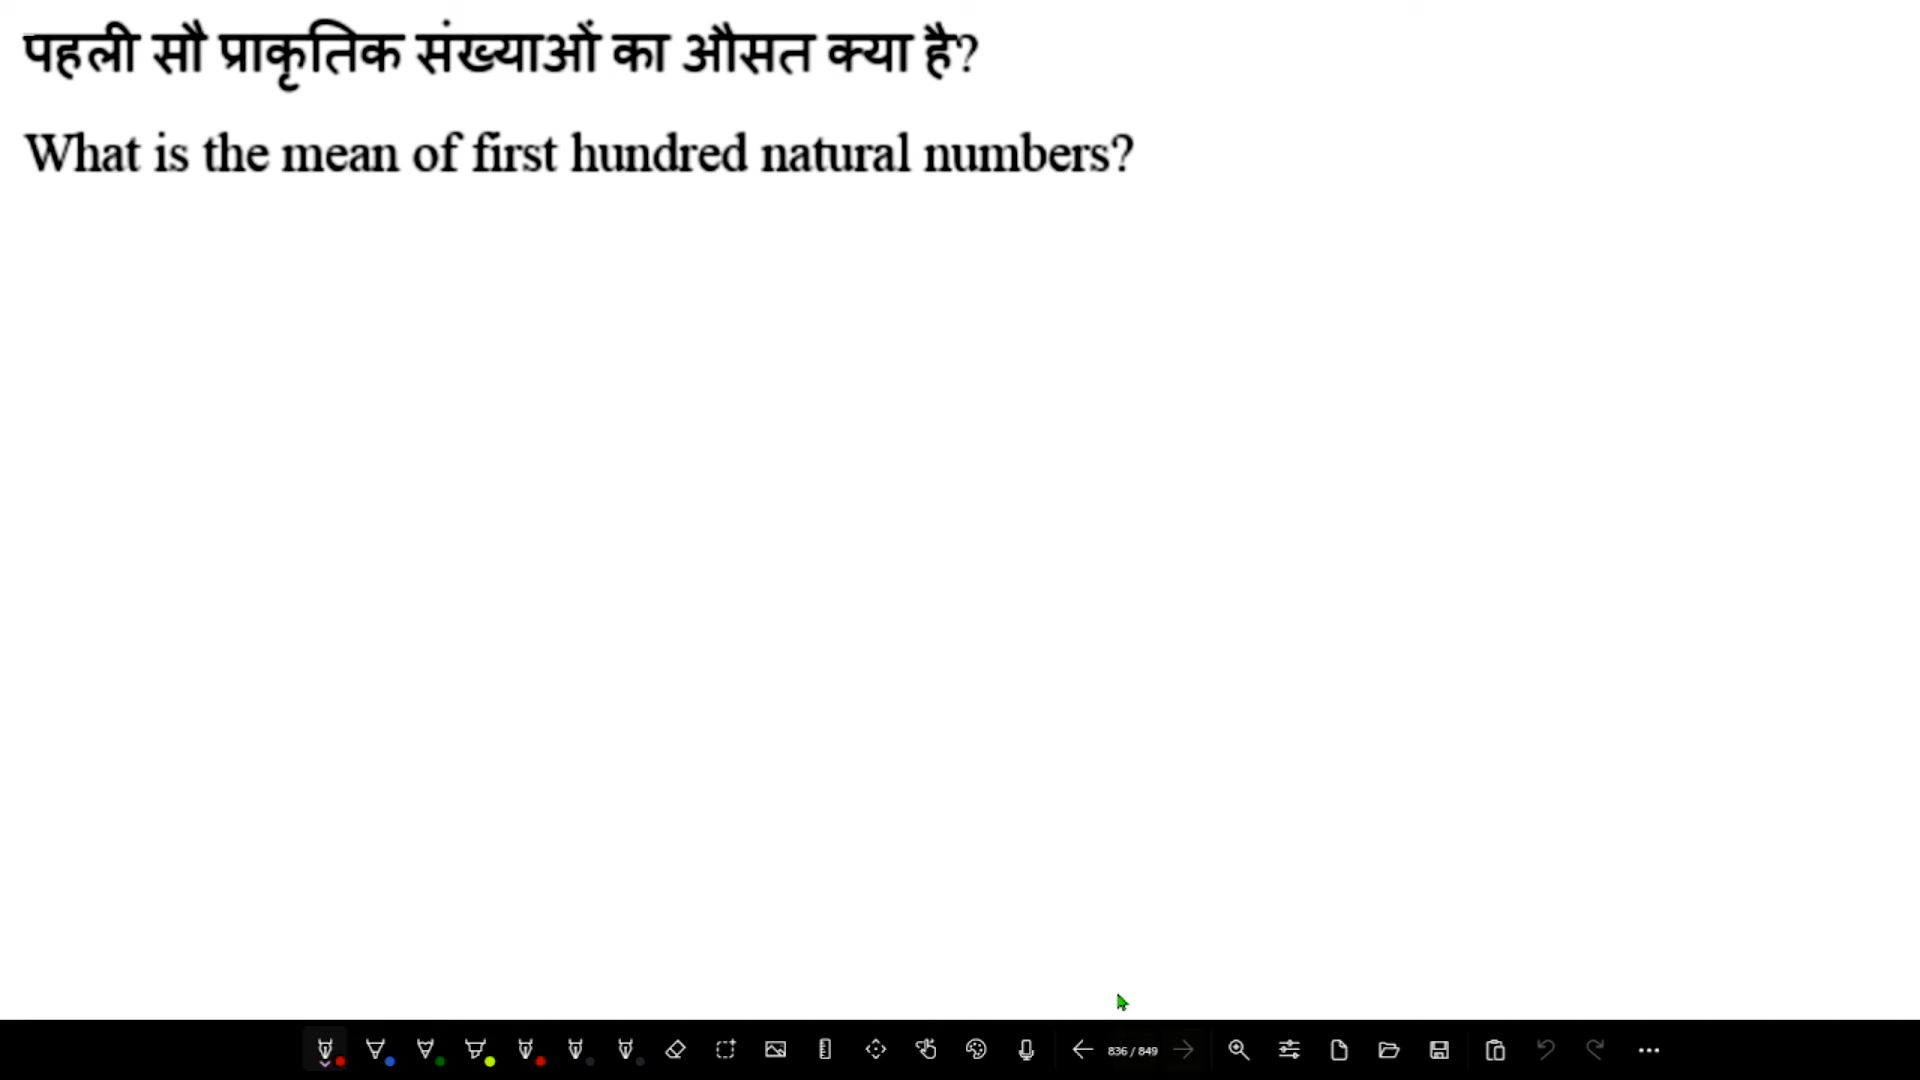 पहली सौ प्राकृतिक संख्याओं का औसत क्या है?
What is the mean of first hundred natural numbers?
836 / 849